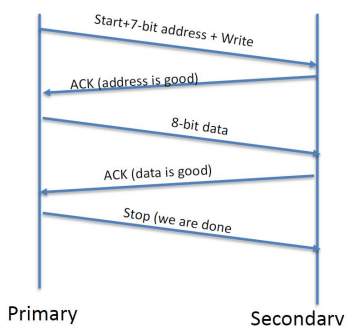 Start+7-bit address + Write
ACK (address is good)
8-bit data
ACK (data is good)
Stop (we are done
Primary
Secondary